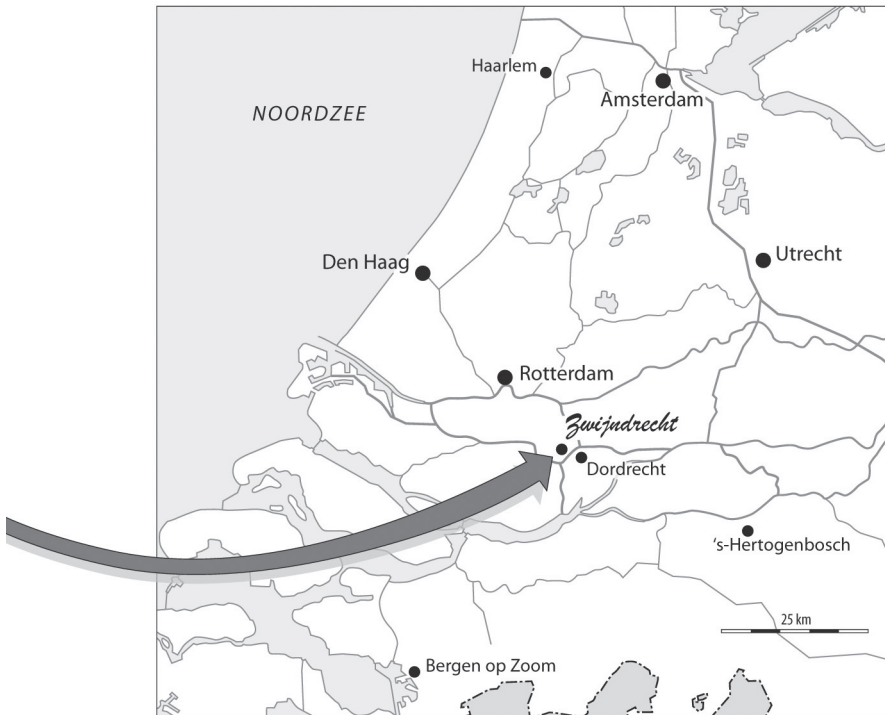 Haarlem
Amsterdam
NOORDZEE
Utrecht
Den Haag
Rotterdam
Zwijndrecht
Dordrecht
's-Hertogenbosch
25 km
Bergen op Zoom